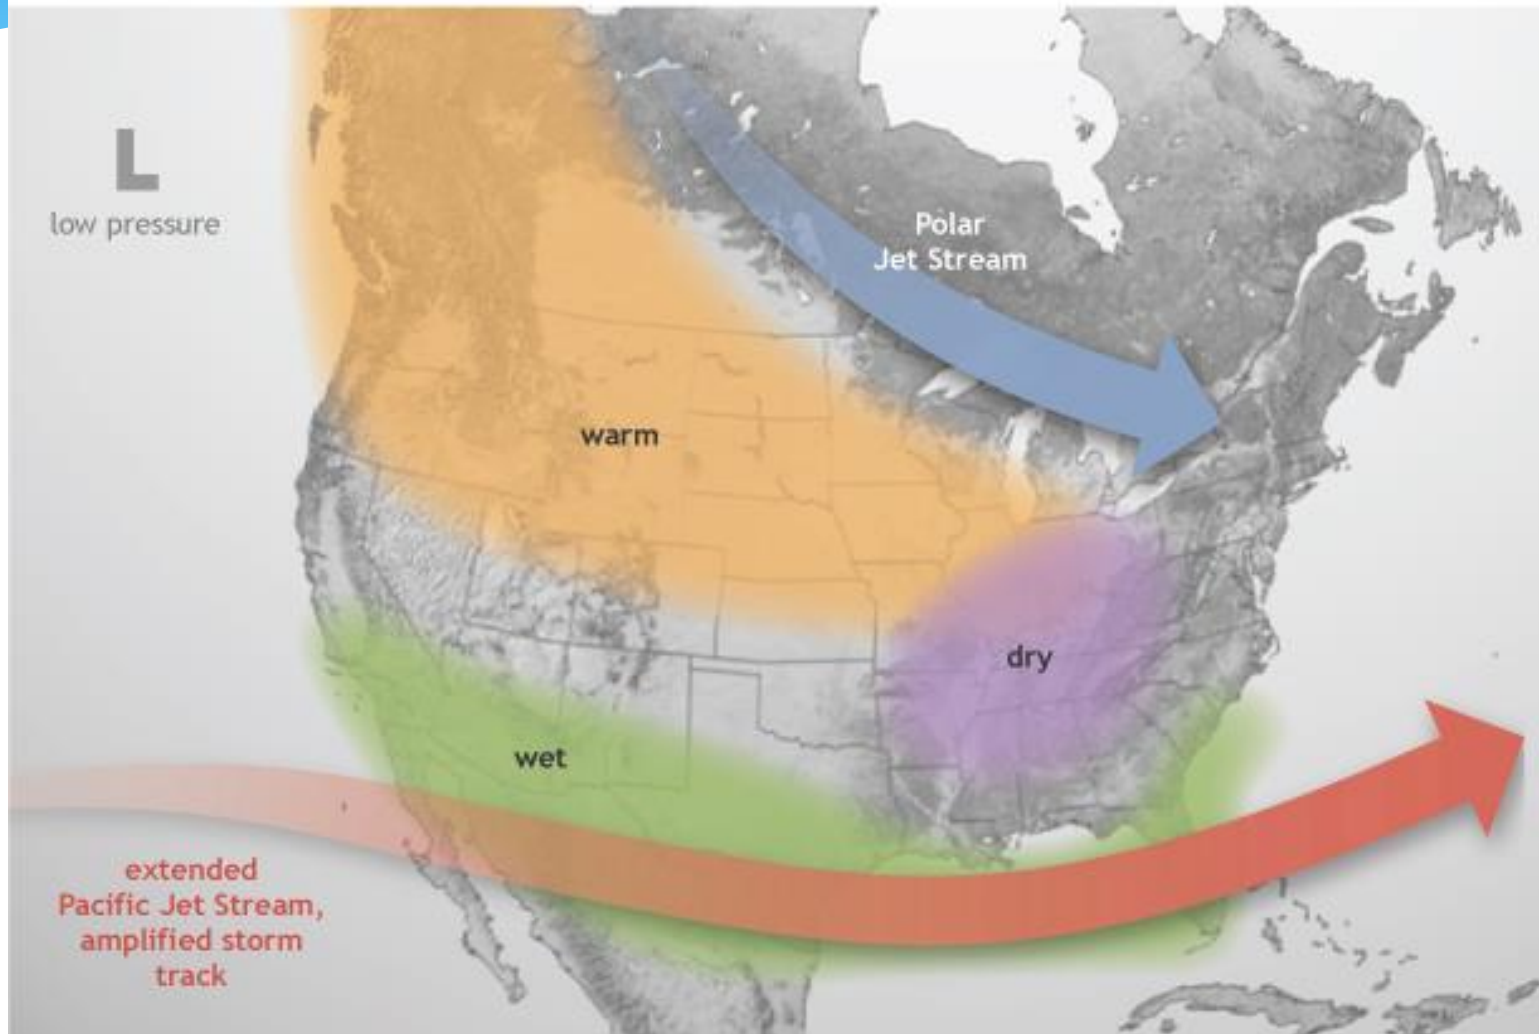 L
low pressure
Polar
Jet Stream
warm
dry
wet
extended
Pacific Jet Stream,
amplified storm
track